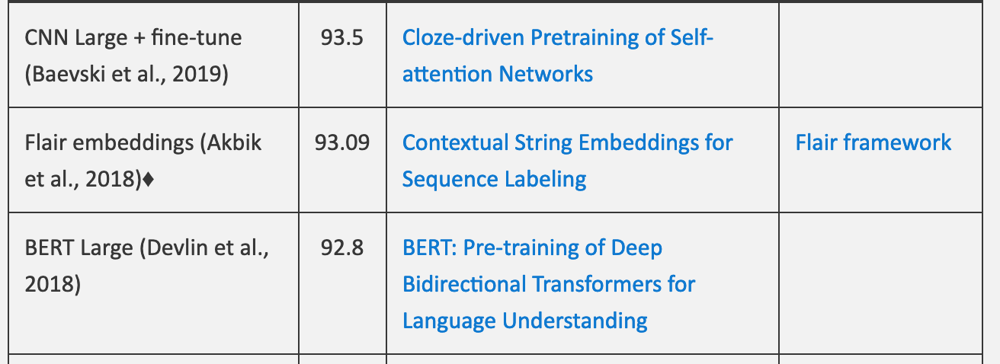 CNN Large + fine-tune
(Baevski et al., 2019)
93.5
Cloze-driven Pretraining of Self-
attention Networks
Flair embeddings (Akbik
et al., 2018)♦
93.09
Contextual String Embeddings for
Sequence Labeling
Flair framework
BERT Large (Devlin et al.,
2018)
92.8
BERT: Pre-training of Deep
Bidirectional Transformers for
Language Understanding